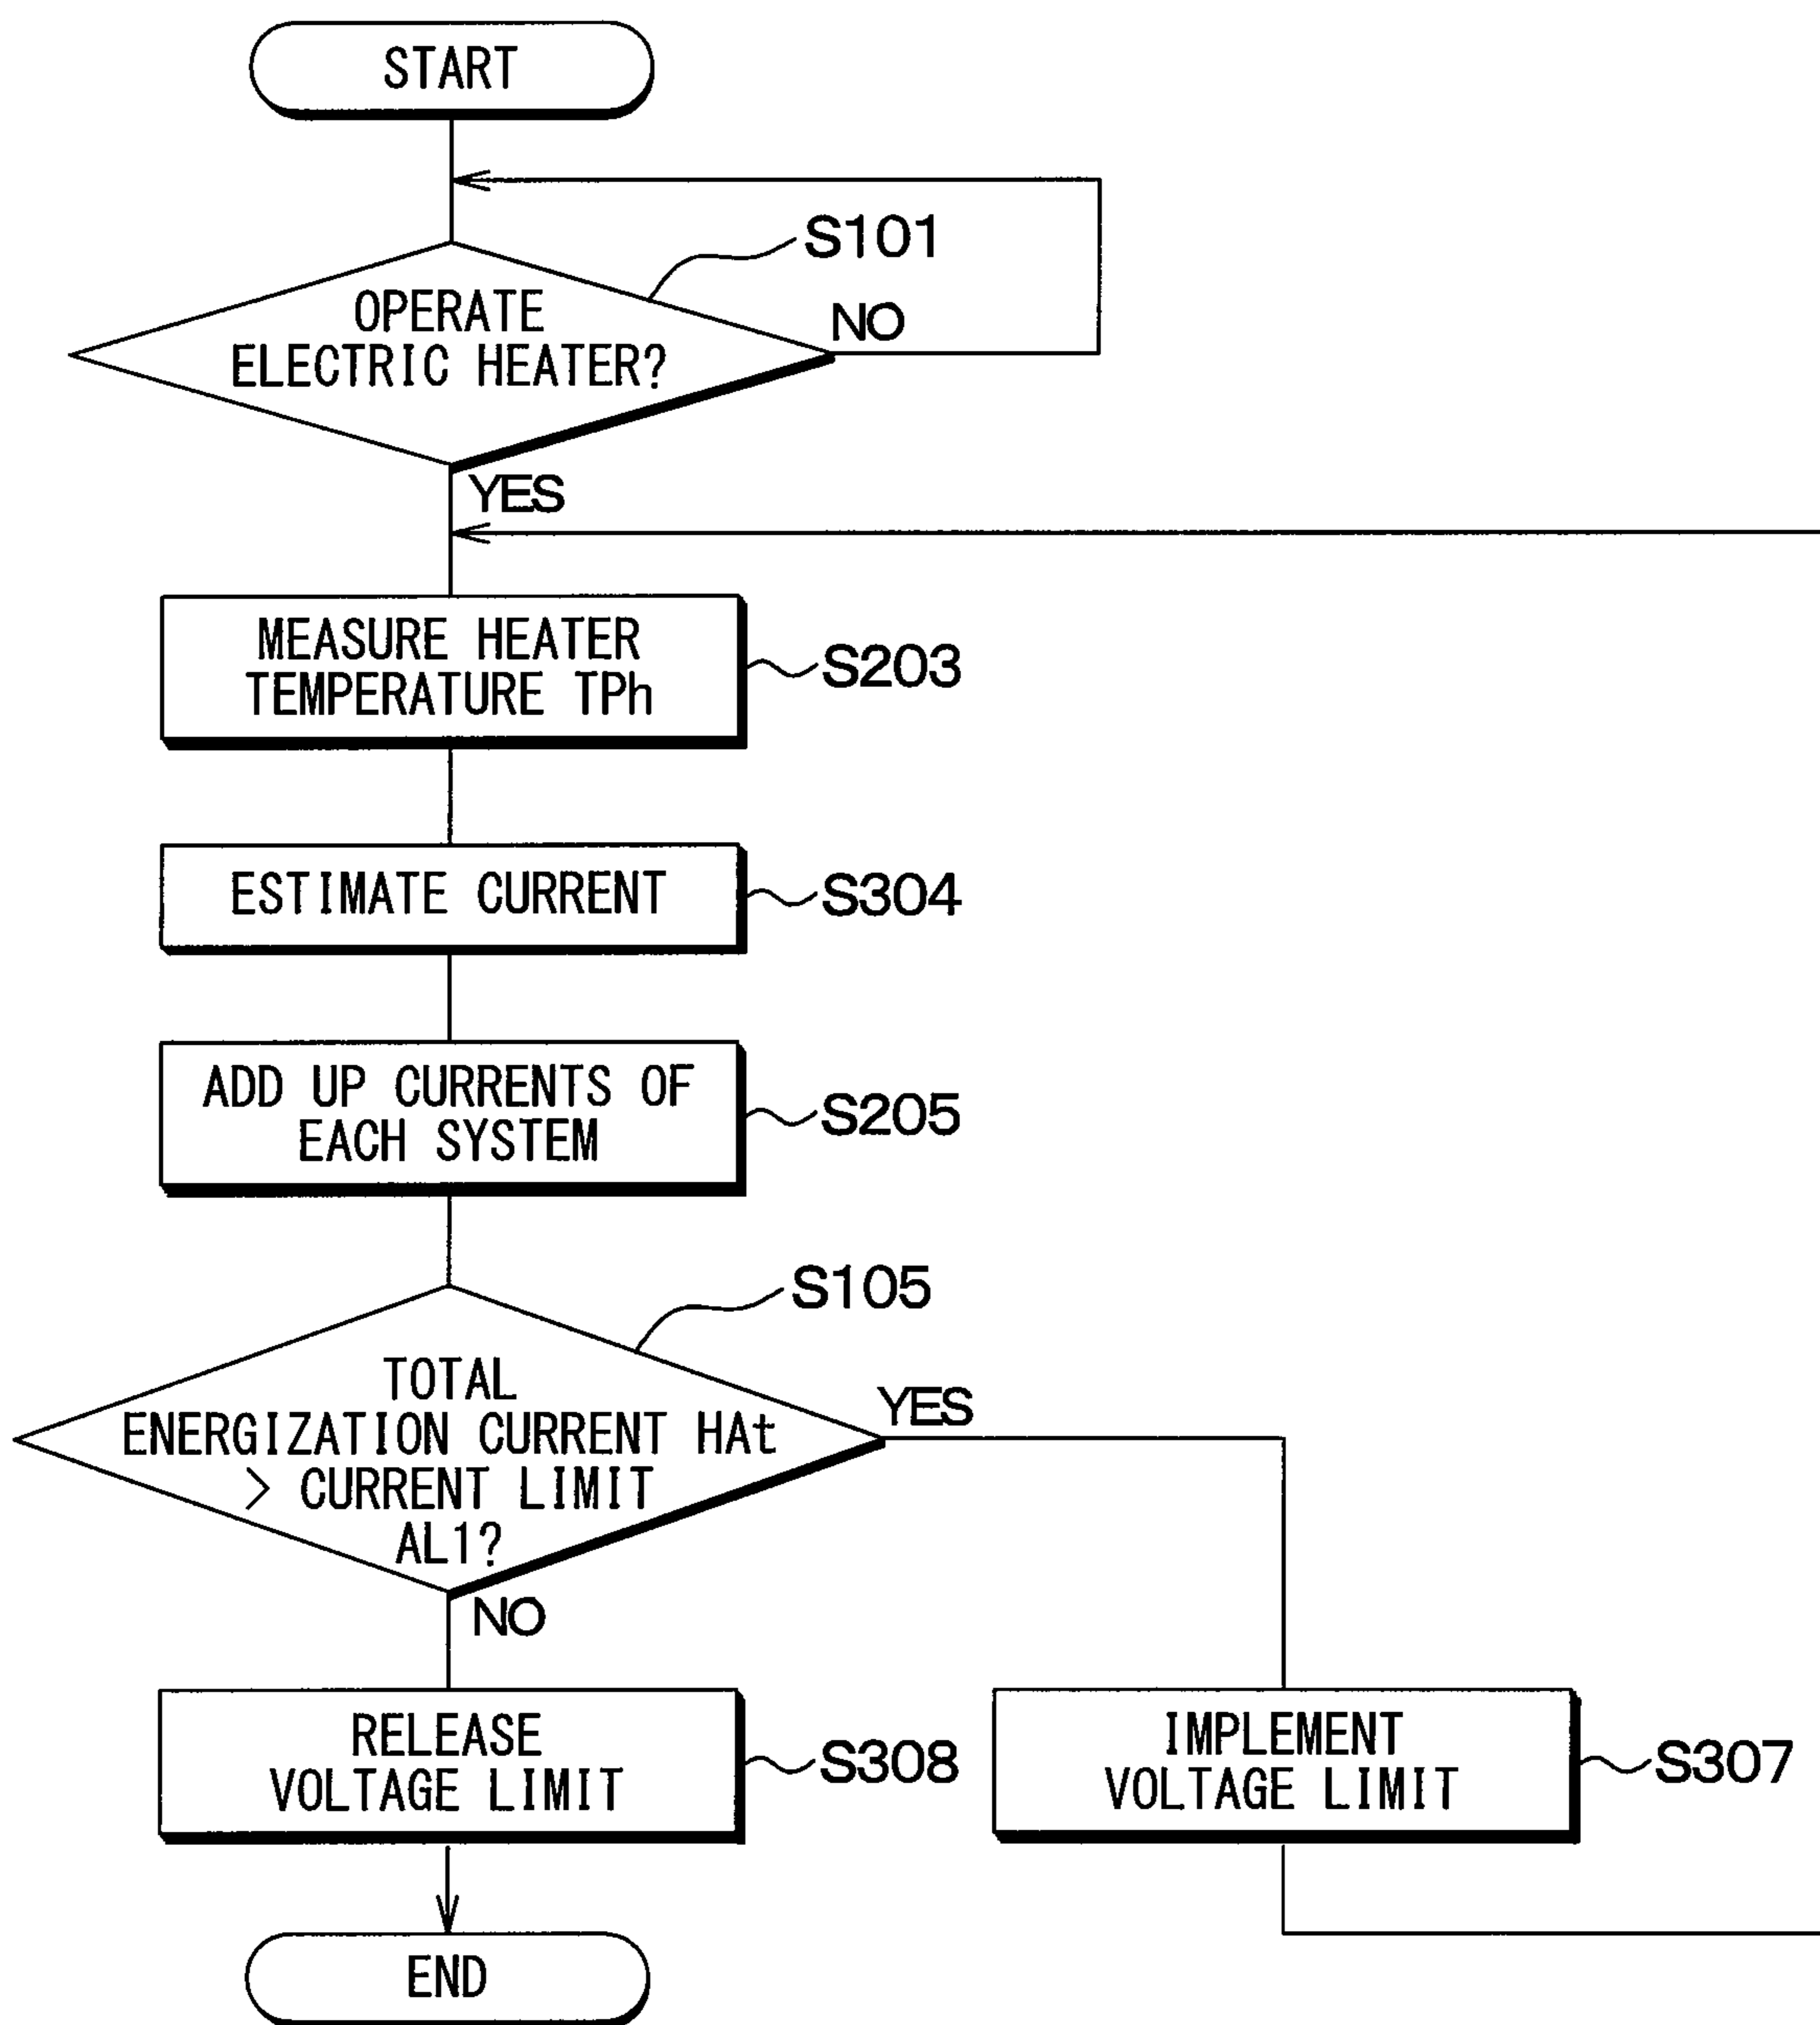 START
S101
OPERATE
ELECTRIC HEATER?
NO
YES
MEASURE HEATER
TEMPERATURE TPh
S203
ESTIMATE CURRENT
S304
ADD UP CURRENTS OF
EACH SYSTEM
S205
S105
TOTAL
ENERGIZATION CURRENT HAt
> CURRENT LIMIT
AL1?
YES
NO
RELEASE
VOLTAGE LIMIT
S308
IMPLEMENT
VOLTAGE LIMIT
S307
END